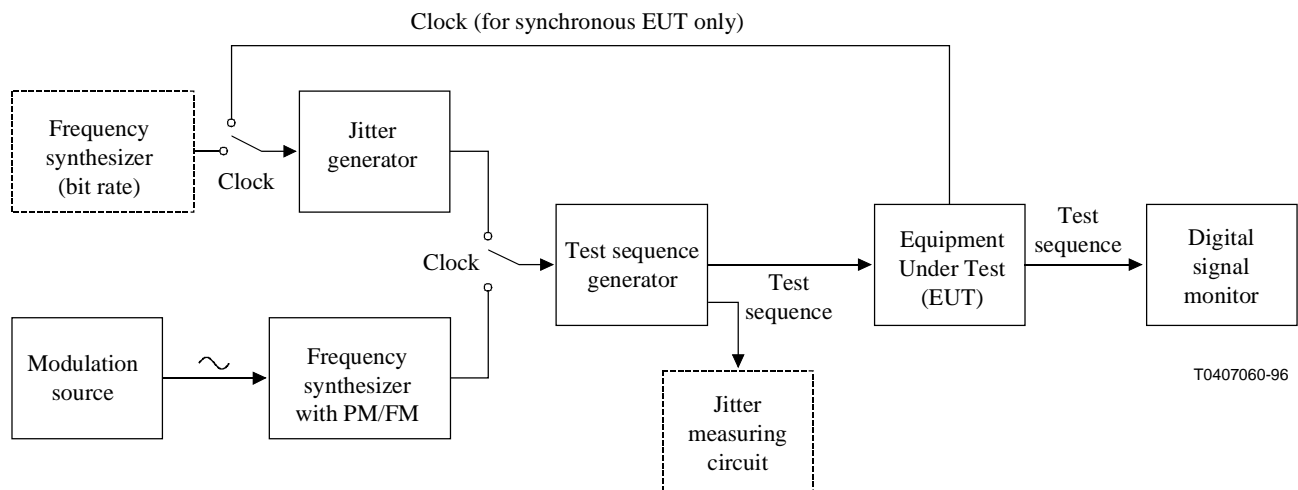 Clock (for synchronous EUT only)
Frequency
synthesizer
(bit rate)
Clock
Jitter
generator
Clock
Test sequence
generator
Test
sequence
Equipment
Under Test
(EUT)
Test
sequence
Digital
signal
monitor
Modulation
source
Frequency
synthesizer
with PM/FM
Jitter
measuring
circuit
T0407060-96